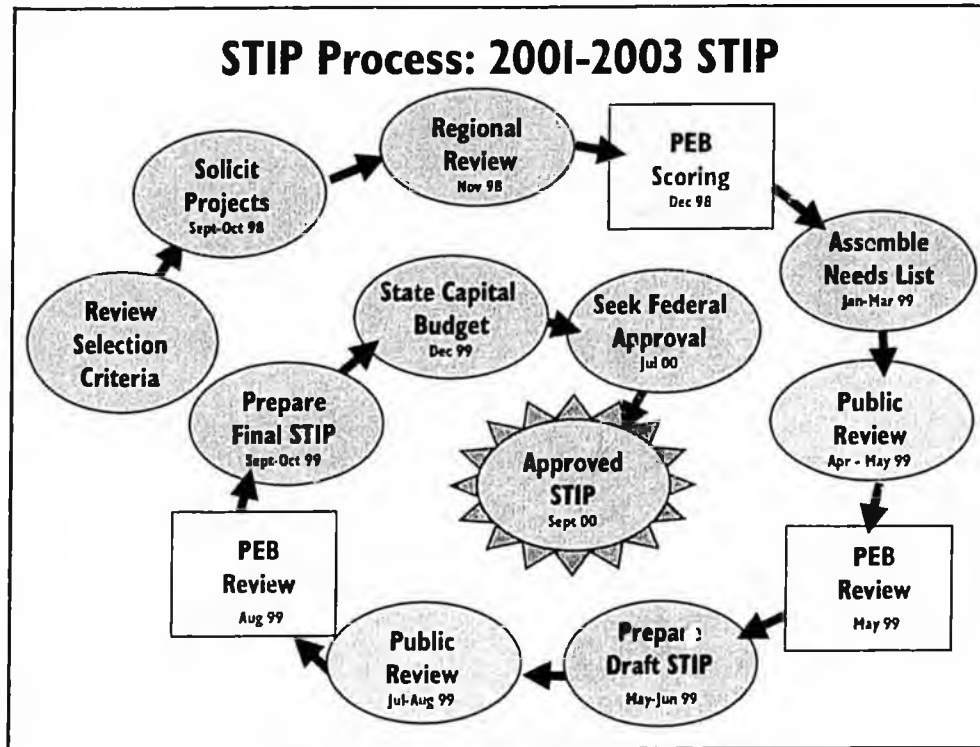 STIP Process: 2001-2003 STIP
Review
Selection
Criteria
Solicit
Projects
Sept-Oct 98
Regional
Review
Nov 98
PEB
Scoring
Dec 98
Assemble
Needs List
Jan-Mar 99
Public
Review
Apr - May 99
PEB
Review
May 99
Prepare
Draft STIP
May-Jun 99
Public
Review
Jul-Aug 99
PEB
Review
Aug 99
Prepare
Final STIP
Sept-Oct 99
State Capital
Budget
Dec 99
Seek Federal
Approval
Jul 00
Approved
STIP
Sept 00